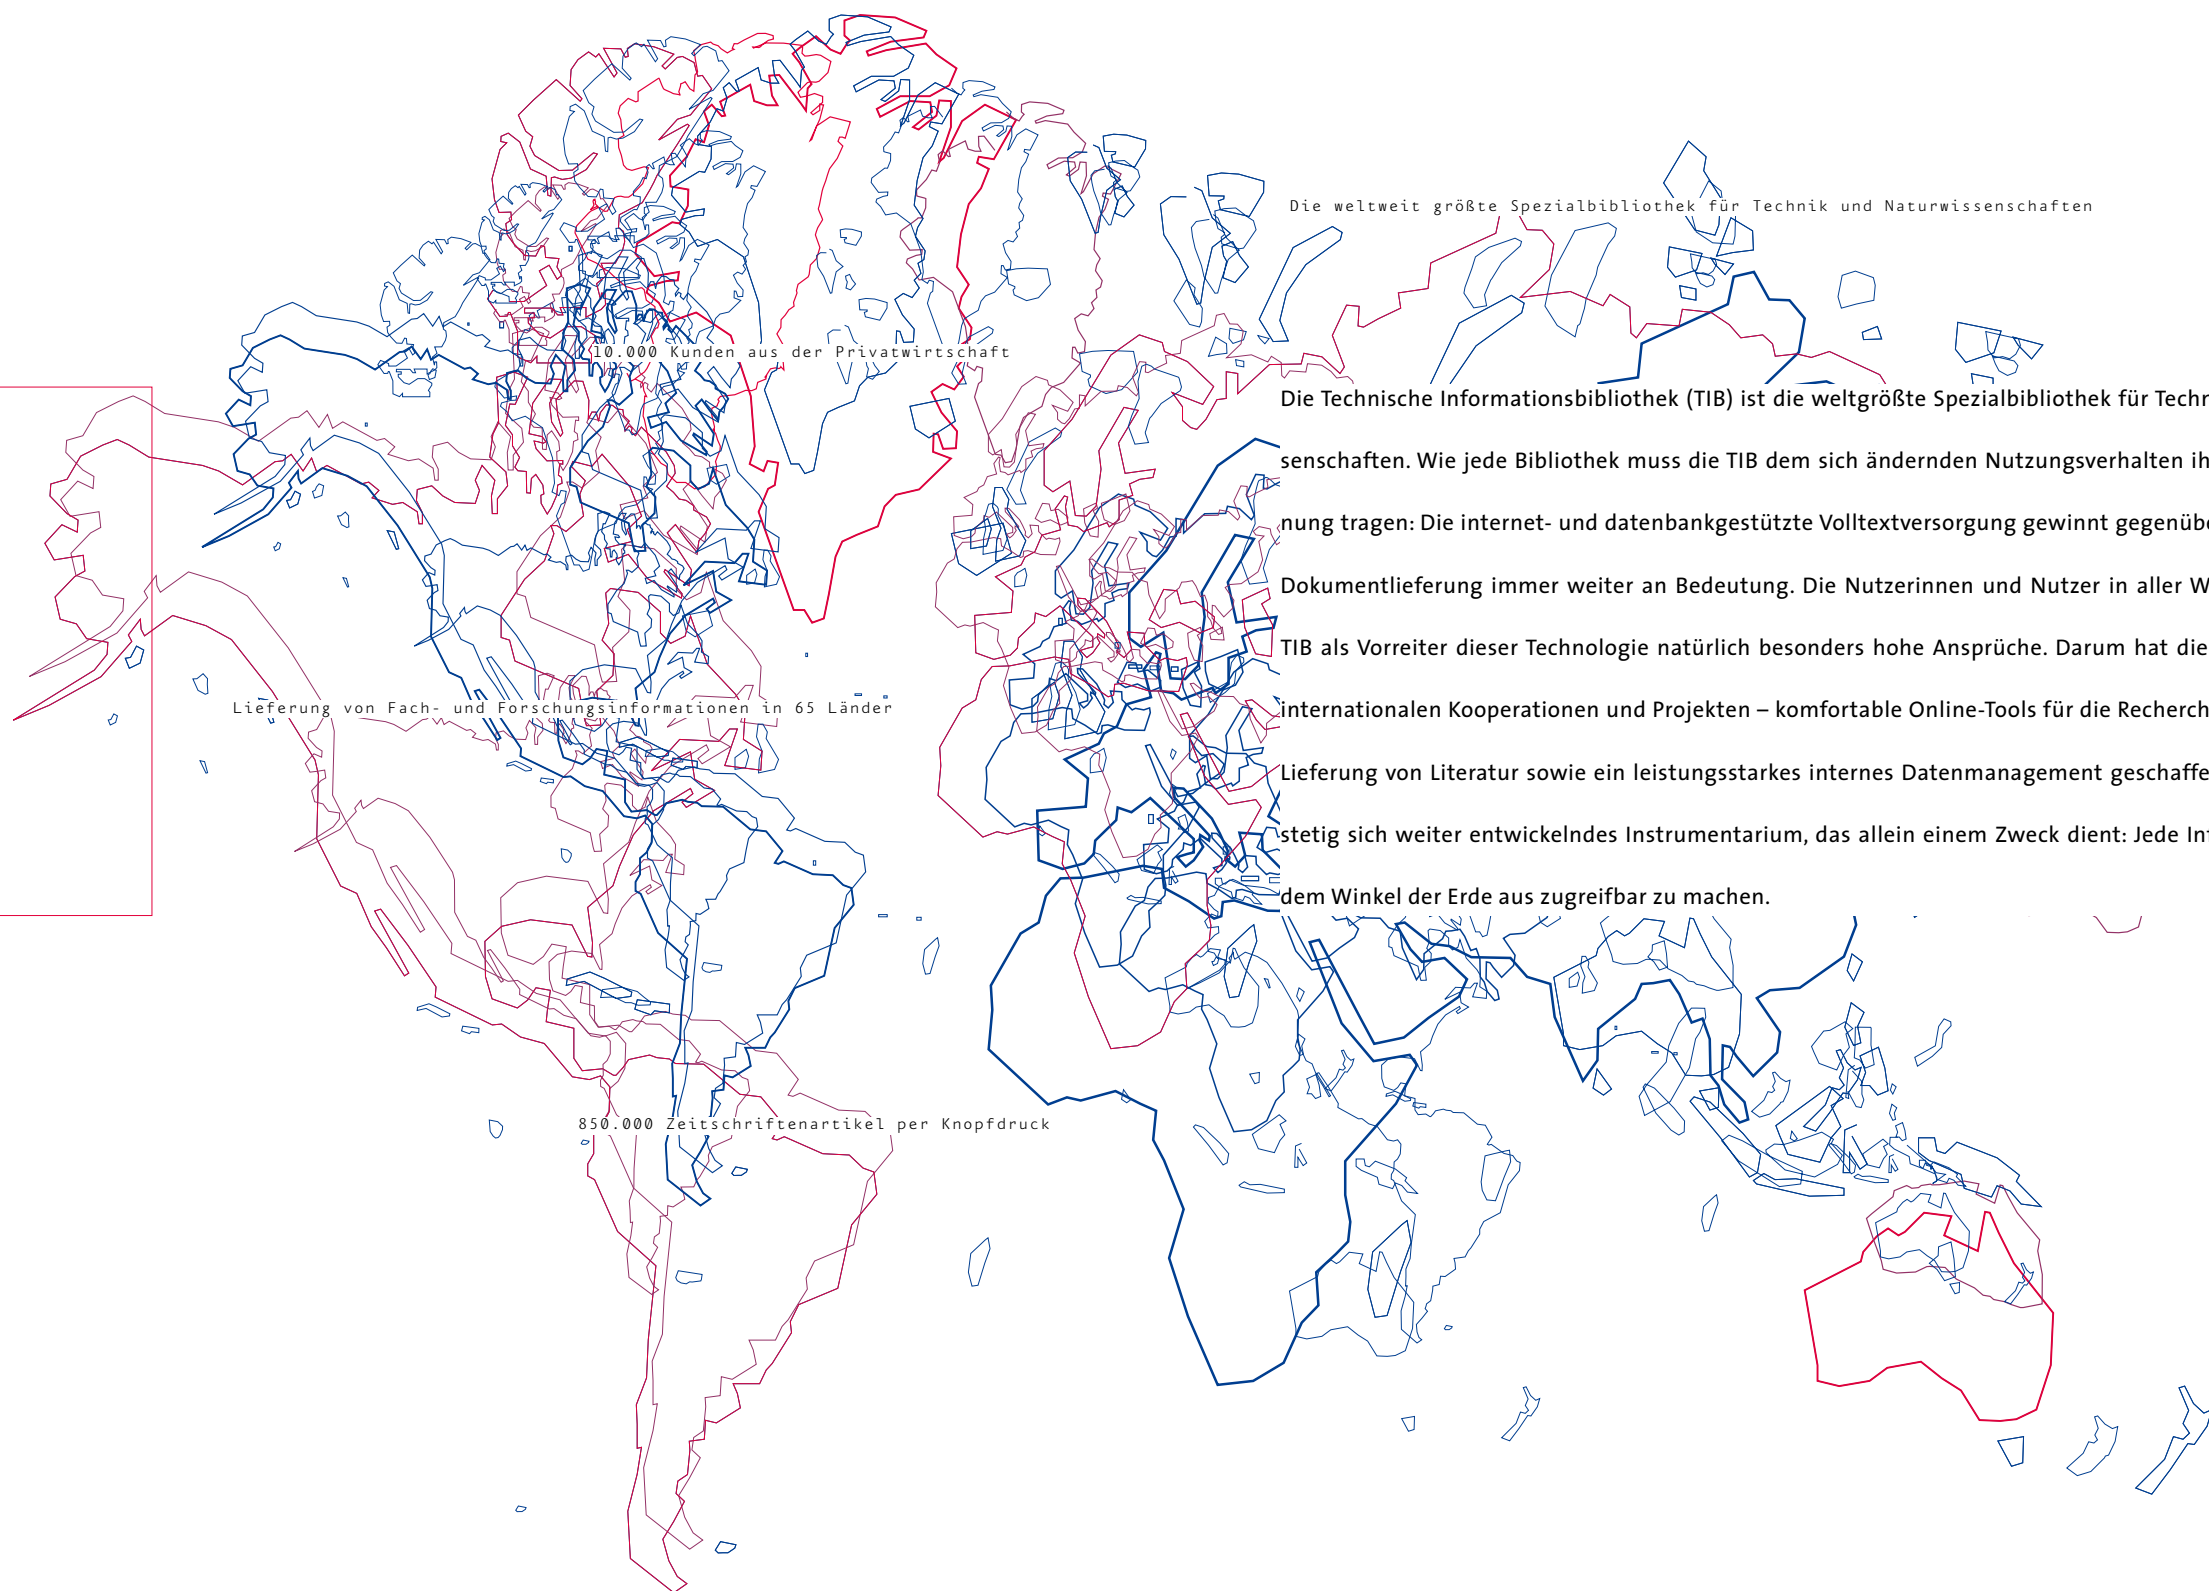 Die weltweit größte Spezialbibliothek für Technik und Naturwissenschaften
10.000 Kunden aus der Privatwirtschaft
Die Technische Informationsbibliothek (TIB) ist die weltgrößte Spezialbibliothek für Techn
senschaften. Wie jede Bibliothek muss die TIB dem sich ändernden Nutzungsverhalten ih
nung tragen: Die internet- und datenbankgestützte Volltextversorgung gewinnt gegenübe
Dokumentlieferung immer weiter an Bedeutung. Die Nutzerinnen und Nutzer in aller W
TIB als Vorreiter dieser Technologie natürlich besonders hohe Ansprüche. Darum hat die
internationalen Kooperationen und Projekten – komfortable Online-Tools für die Recherch
Lieferung von Literatur sowie ein leistungsstarkes internes Datenmanagement geschaffe
stetig sich weiter entwickelndes Instrumentarium, das allein einem Zweck dient: Jede Inf
dem Winkel der Erde aus zugreifbar zu machen.
Lieferung von Fach- und Forschungsinformationen in 65 Länder
850.000 Zeitschriftenartikel per Knopfdruck